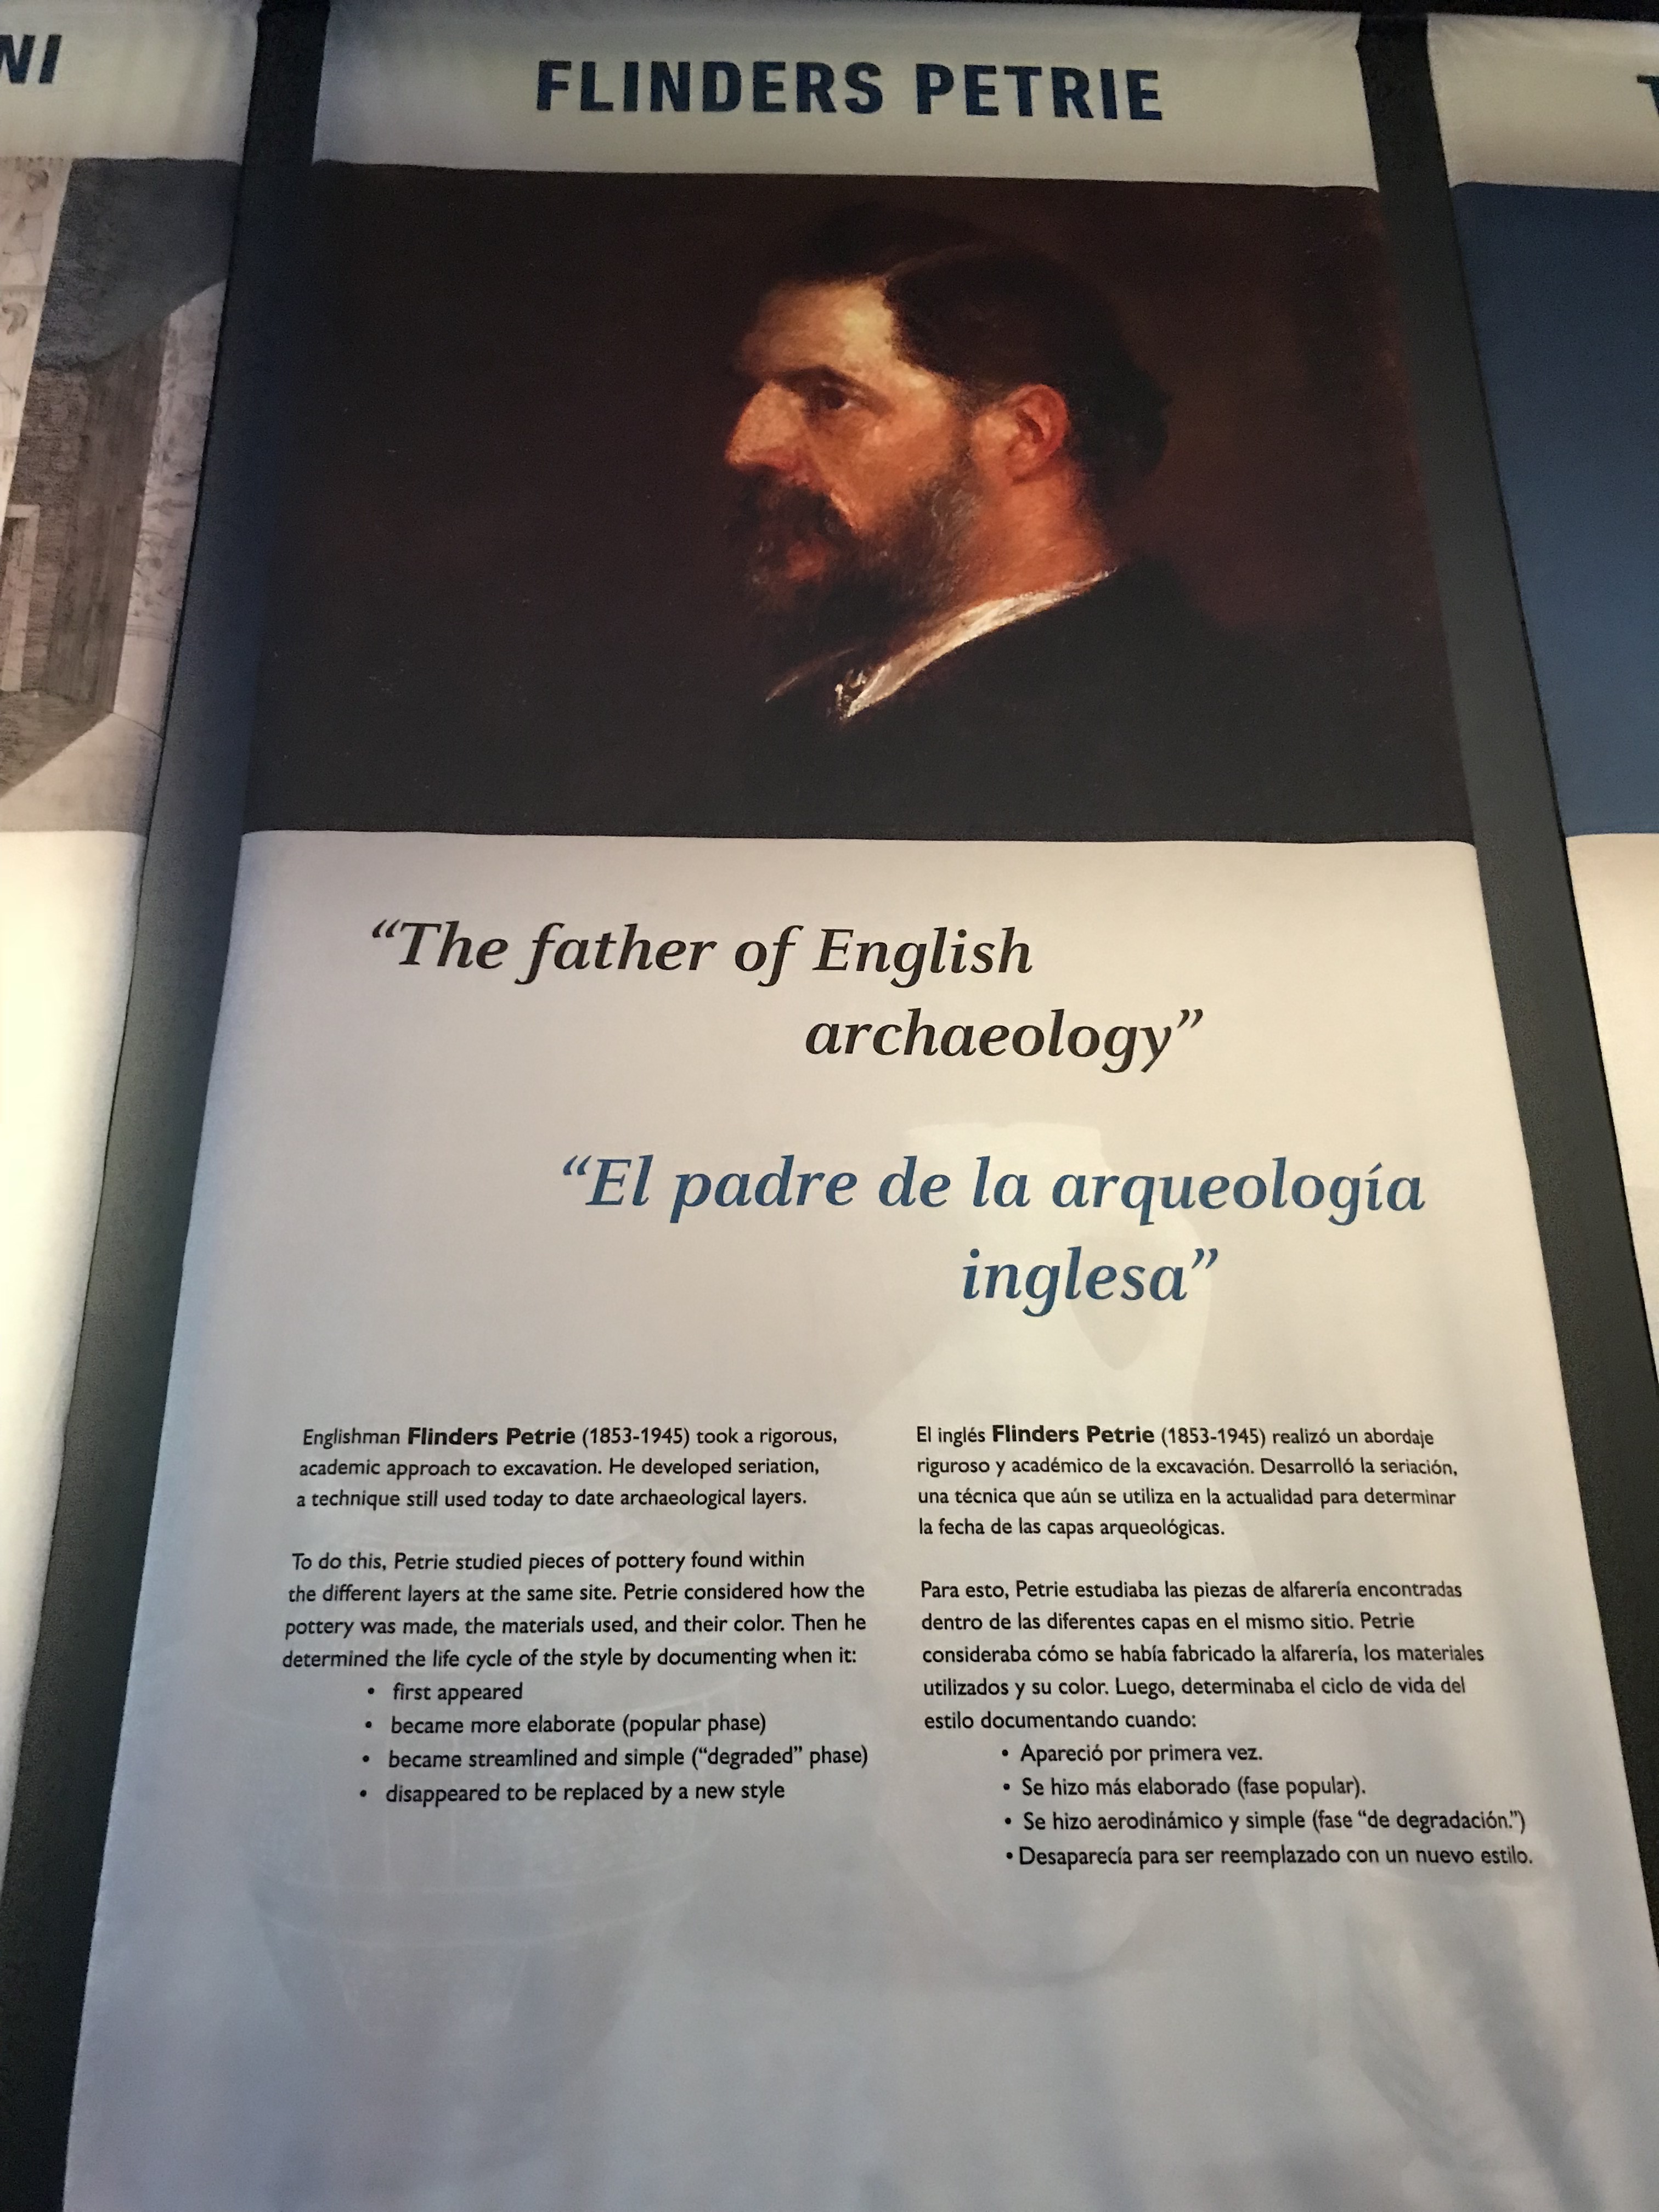 NI
FLINDERS PETRIE
“The father of English
archaeology”
“El padre de la arqueología
inglesa”
Englishman Flinders Petrie (1853-1945) took a rigorous,
academic approach to excavation. He developed seriation,
a technique still used today to date archaeological layers.
To do this, Petrie studied pieces of pottery found within
the different layers at the same site. Petrie considered how the
pottery was made, the materials used, and their color. Then he
determined the life cycle of the style by documenting when it:
• first appeared
• became more elaborate (popular phase)
• became streamlined and simple (“degraded” phase)
• disappeared to be replaced by a new style
El inglés Flinders Petrie (1853-1945) realizó un abordaje
riguroso y académico de la excavación. Desarrolló la seriación,
una técnica que aún se utiliza en la actualidad para determinar
la fecha de las capas arqueológicas.
Para esto, Petrie estudiaba las piezas de alfarería encontradas
dentro de las diferentes capas en el mismo sitio. Petrie
consideraba cómo se había fabricado la alfarería, los materiales
utilizados y su color. Luego, determinaba el ciclo de vida del
estilo documentando cuando:
• Apareció por primera vez.
• Se hizo más elaborado (fase popular).
• Se hizo aerodinámico y simple (fase “de degradación.”)
• Desaparecía para ser reemplazado con un nuevo estilo.